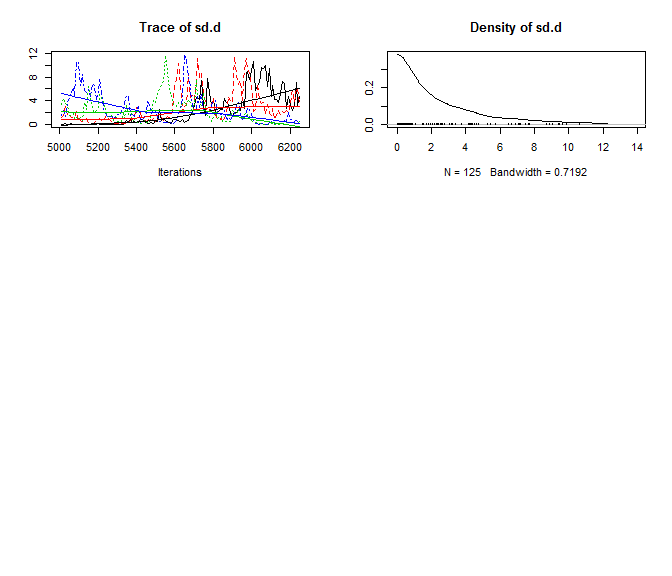 Trace of sd.d
12
8
4
0
5000 5200 5400 5600 5800 6000 6200
Iterations
Density of sd.d
0.2
0.0
0 2 4 6 8 10 12 14
N = 125 Bandwidth = 0.7192